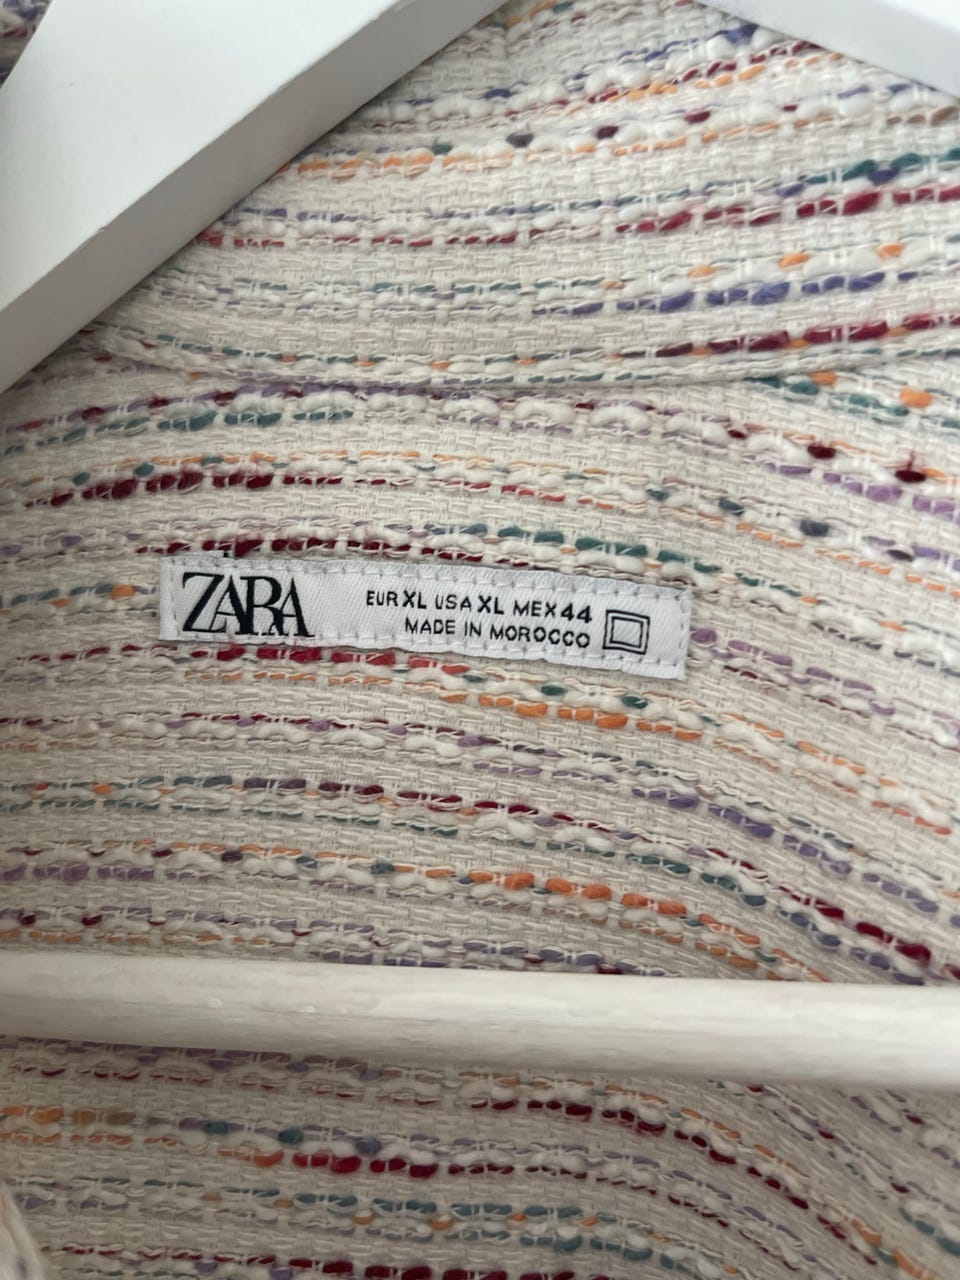 ZARA
EUR XL USA XL MEX 44
MADE IN MOROCCO